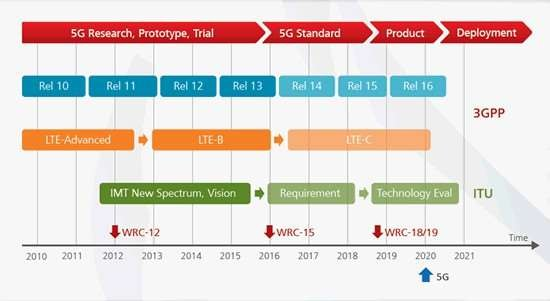 5G Research, Prototype, Trial 5G Standard Product Deployment
Rel 10 Rel 11 Rel 12 Rel 13 Rel 14 Rel 15 Rel 16
3GPP
LTE-Advanced LTE-B LTE-C
IMT New Spectrum, Vision Requirement Technology Eval ITU
WRC-12 WRC-15 WRC-18/19
Time
2010 2011 2012 2013 2014 2015 2016 2017 2018 2019 2020 2021
5G